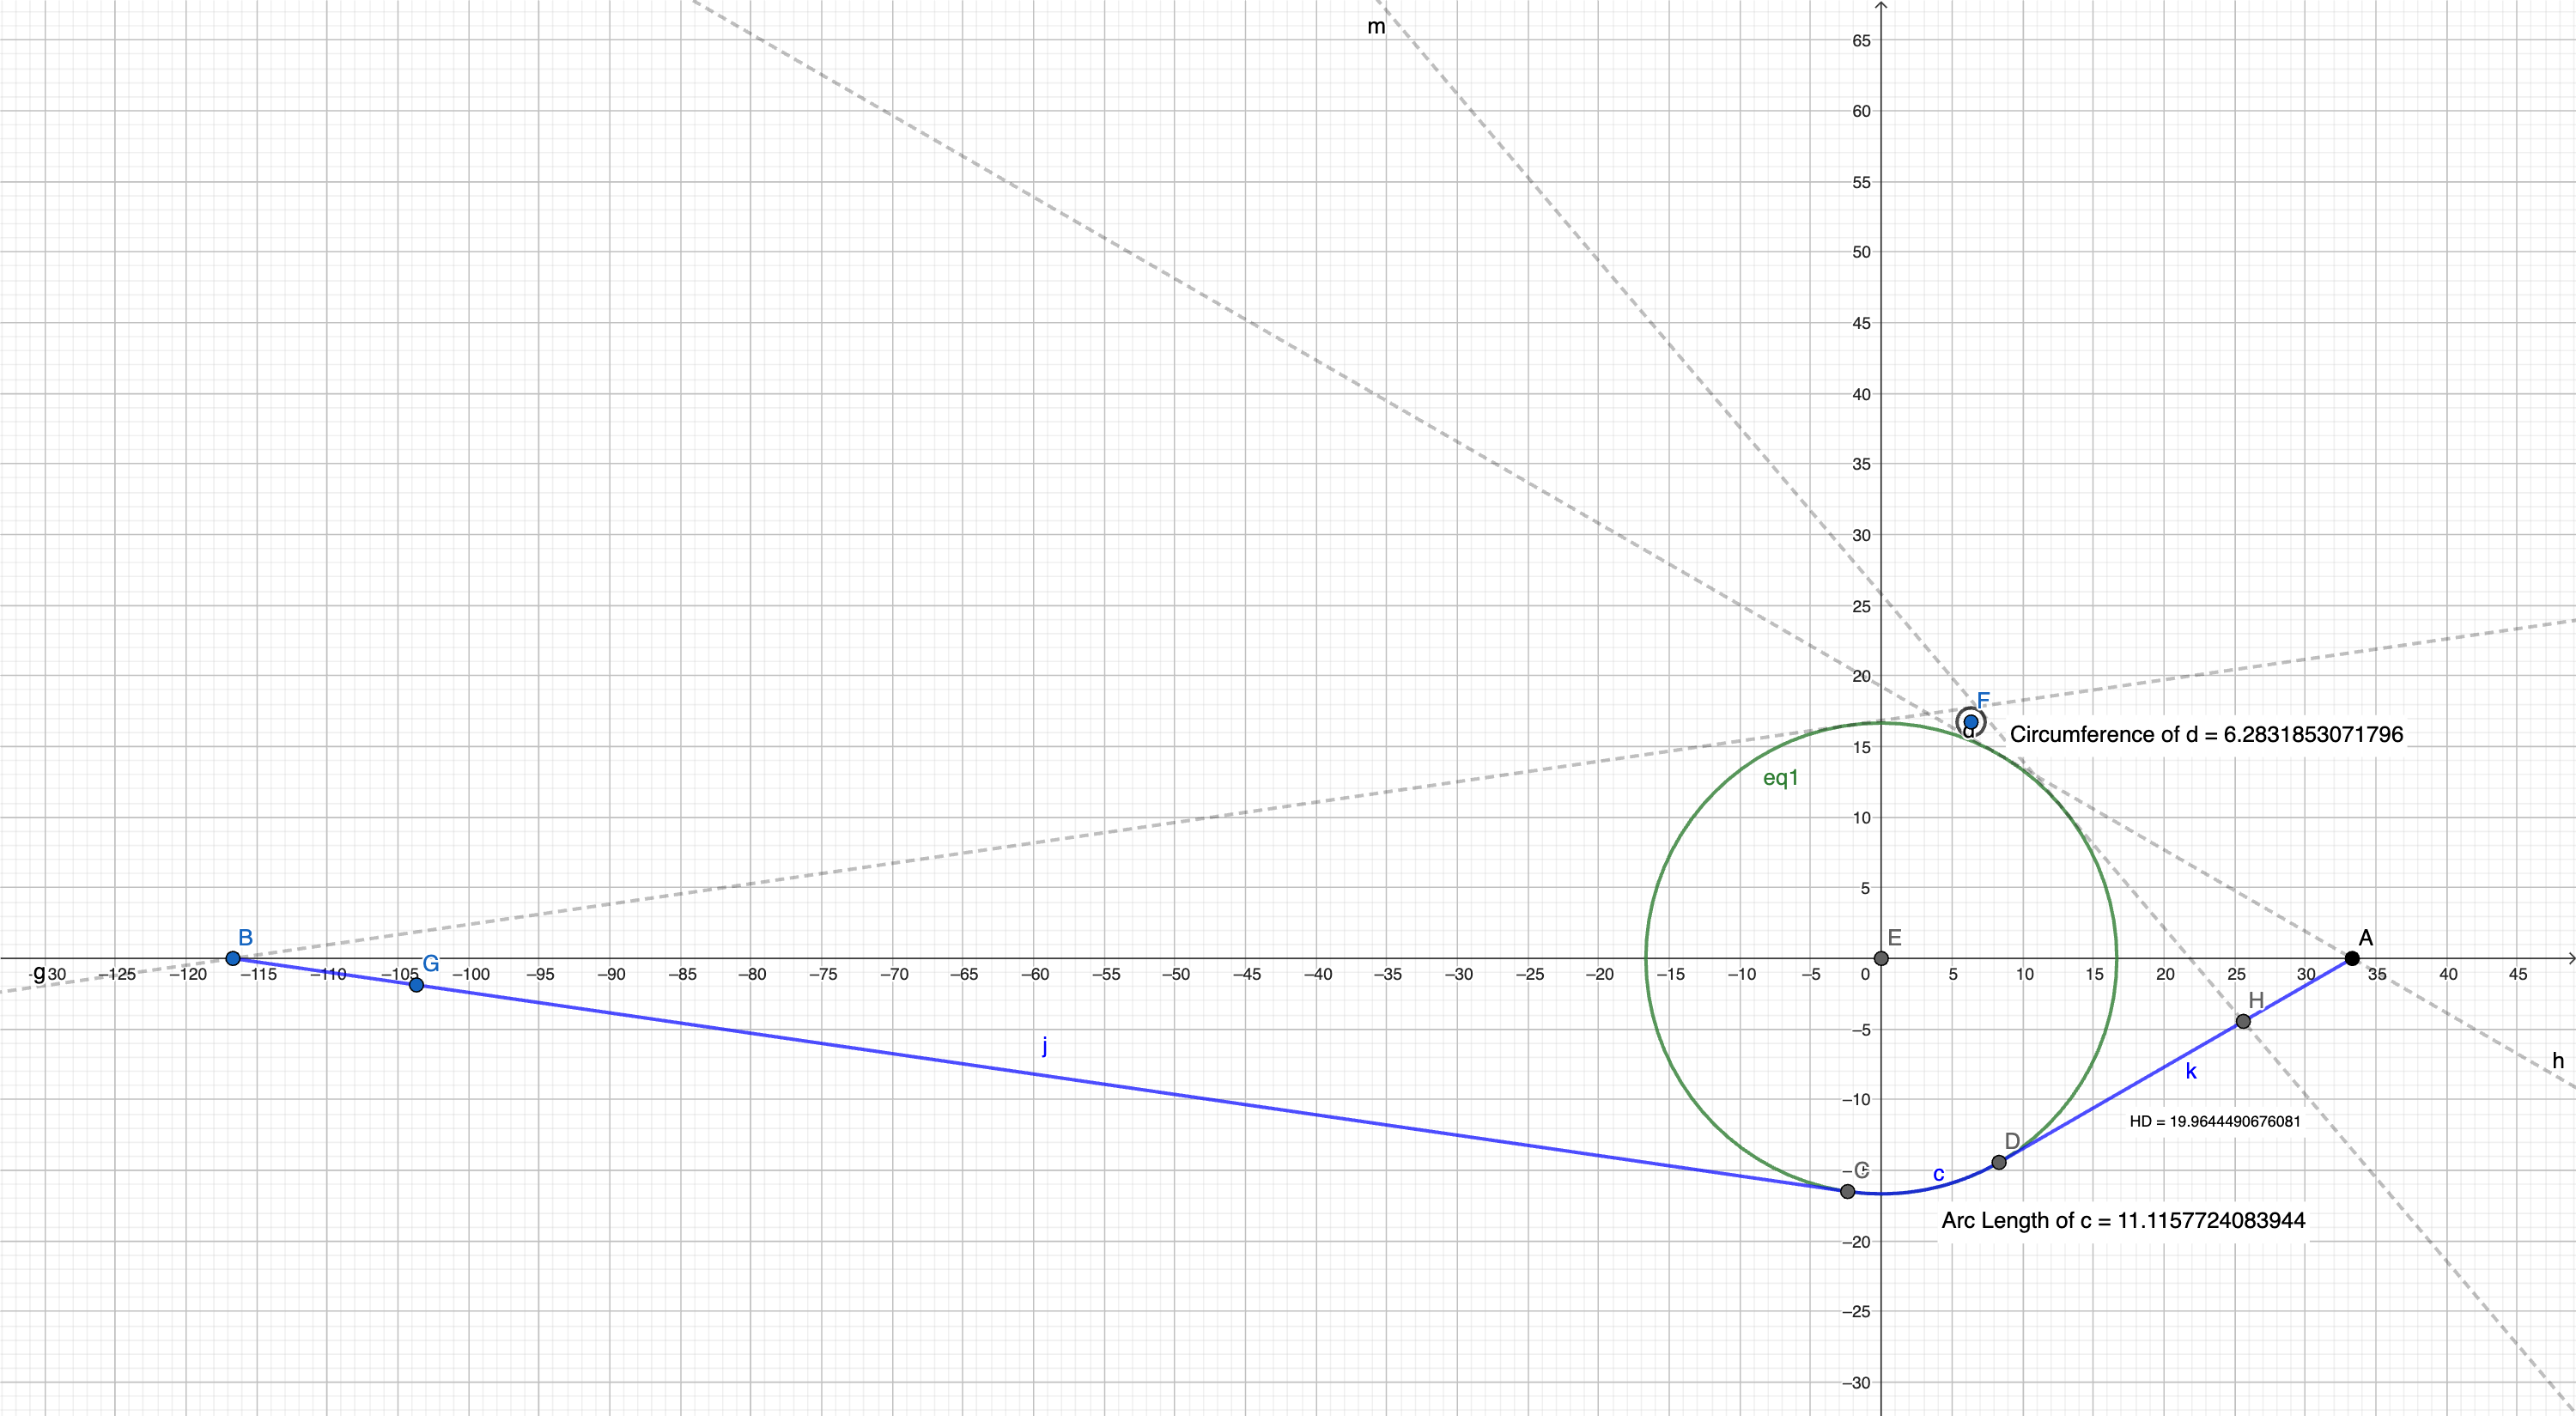 m
65
60
55
50
45
40
35
30
25
20
F
d
Circumference of d = 6.2831853071796
15
eq1
10
5
B
E
A
g
G
30 −125 −120 −115 −110 −105 −100 −95 −90 −85 −80 −75 −70 −65 −60 −55 −50 −45 −40 −35 −30 −25 −20 −15 −10 −5 0 5 10 15 20 25 30 35 40 45
H
−5
j
h
k
−10
HD = 19.9644490676081
D
C
c
Arc Length of c = 11.1157724083944
−20
−25
−30